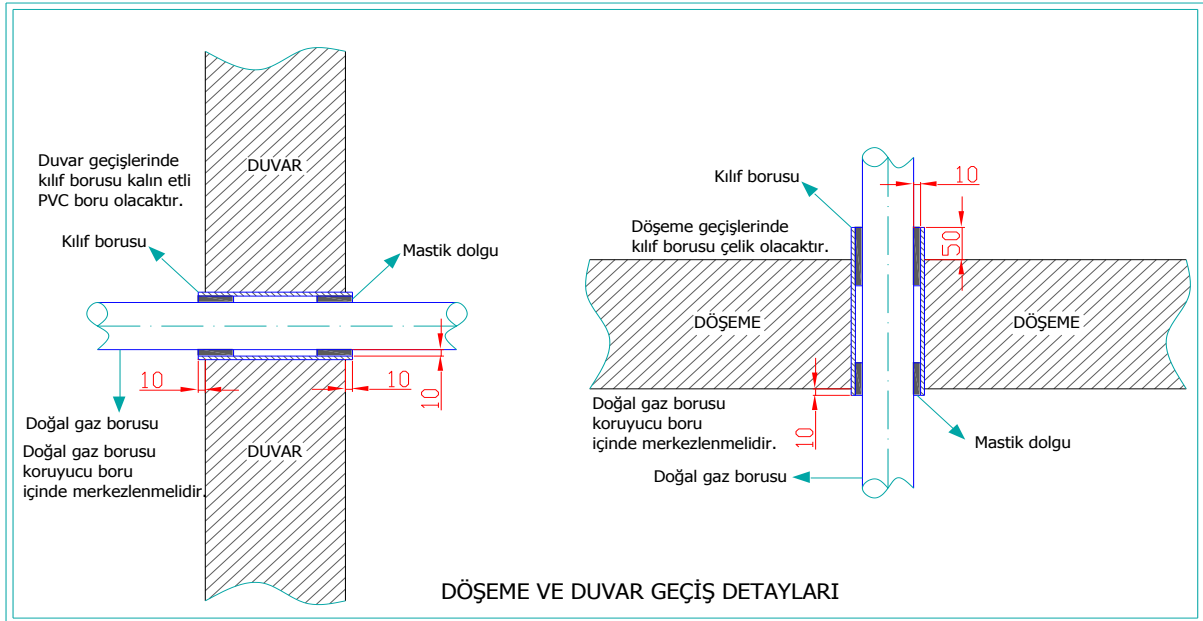 Duvar geçişlerinde
kılıf borusu kalın etli
PVC boru olacaktır.
DUVAR
Kılıf borusu
Mastik dolgu
10
10
10
Doğal gaz borusu
Doğal gaz borusu
koruyucu boru
içinde merkezlenmelidir.
DUVAR
Kılıf borusu
10
Döşeme geçişlerinde
kılıf borusu çelik olacaktır.
50
DÖŞEME
DÖŞEME
Doğal gaz borusu
koruyucu boru
içinde merkezlenmelidir.
10
Mastik dolgu
Doğal gaz borusu
DÖŞEME VE DUVAR GEÇİŞ DETAYLARI